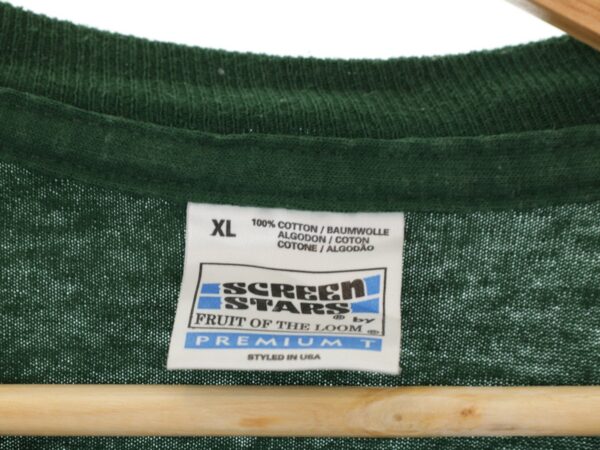 XL
100% COTTON / BAUMWOLLE
ALGODON / COTON
COTONE / ALGODÃO
SCREEN
STARS ®
by
FRUIT OF THE LOOM ®
PREMIUM T
STYLED IN USA